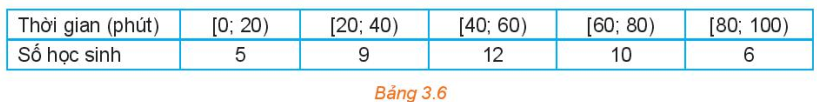 Thời gian (phút) [0; 20) [20; 40) [40; 60) [60; 80) [80; 100)
Số học sinh 5 9 12 10 6
Bảng 3.6